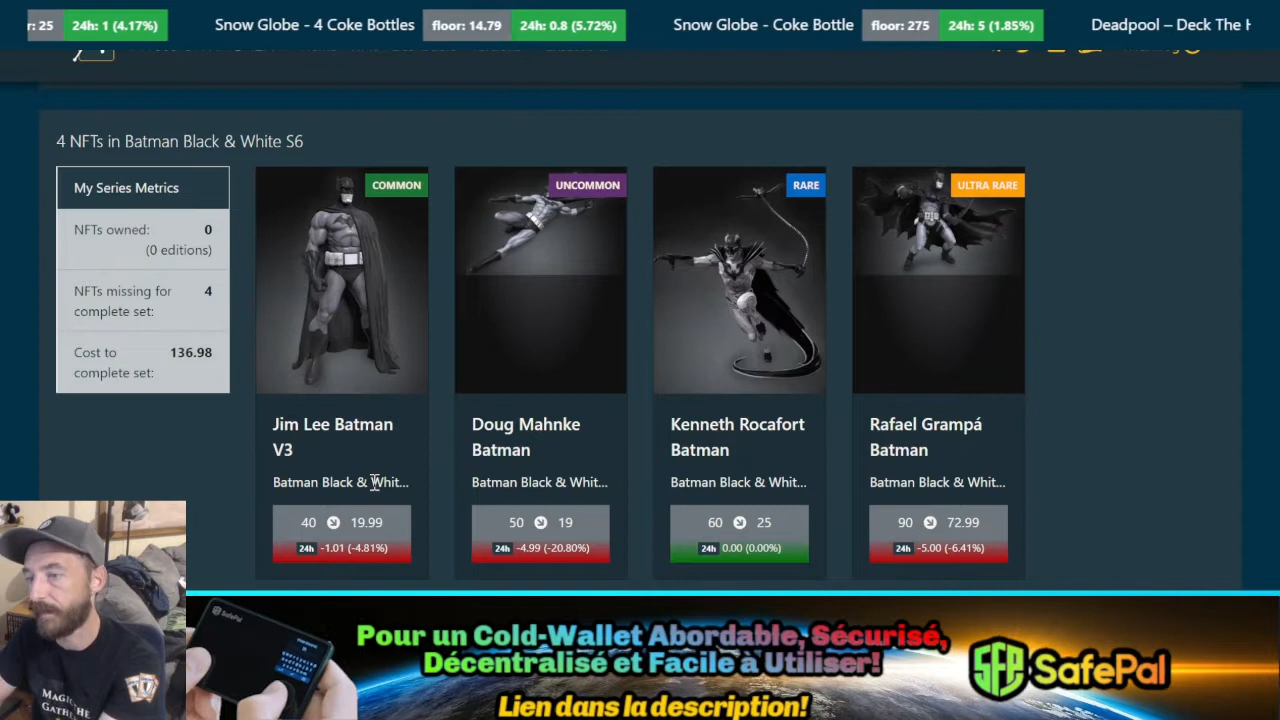 r: 25 24h: 1 (4.17%) Snow Globe - 4 Coke Bottles floor: 14.79 24h: 0.8 (5.72%) Snow Globe - Coke Bottle floor: 275 24h: 5 (1.85%) Deadpool – Deck The H
4 NFTs in Batman Black & White S6
My Series Metrics
NFTs owned: 0
(0 editions)
NFTs missing for 4
complete set:
Cost to 136.98
complete set:
COMMON
Jim Lee Batman
V3
Batman Black & Whit...
40 19.99
24h -1.01 (-4.81%)
UNCOMMON
Doug Mahnke
Batman
Batman Black & Whit...
50 19
24h -4.99 (-20.80%)
RARE
Kenneth Rocafort
Batman
Batman Black & Whit...
60 25
24h 0.00 (0.00%)
ULTRA RARE
Rafael Grampá
Batman
Batman Black & Whit...
90 72.99
24h -5.00 (-6.41%)
SafePal
Pour un Cold-Wallet Abordable, Sécurisé,
Décentralisé et Facile à Utiliser!
Lien dans la description!
SFP SafePal